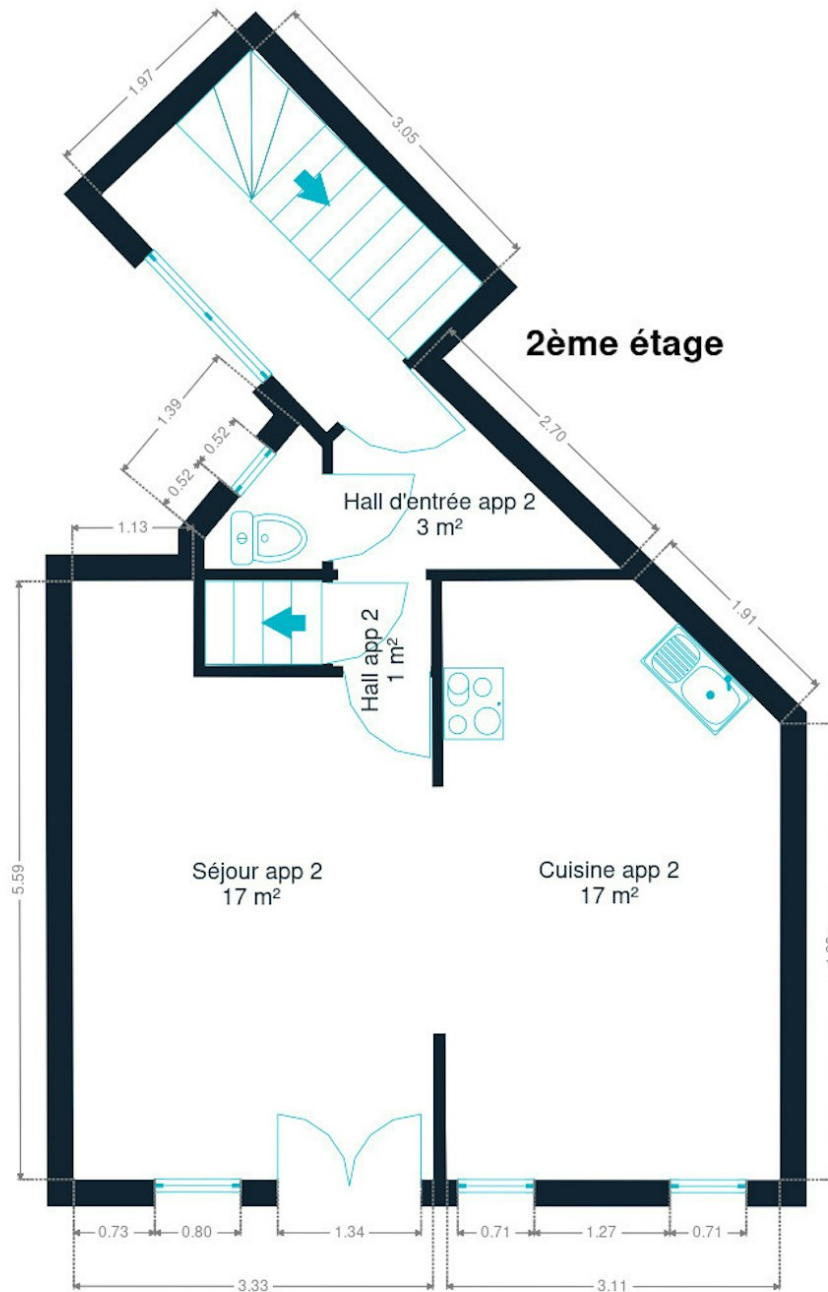 1.97
3.05
2ème étage
1.39
0.52
0.52
2.70
1.13
Hall d'entrée app 2
3 m²
1.91
Hall app 2
1 m²
5.59
Séjour app 2
17 m²
Cuisine app 2
17 m²
0.73
0.80
1.34
0.71
1.27
0.71
3.33
3.11